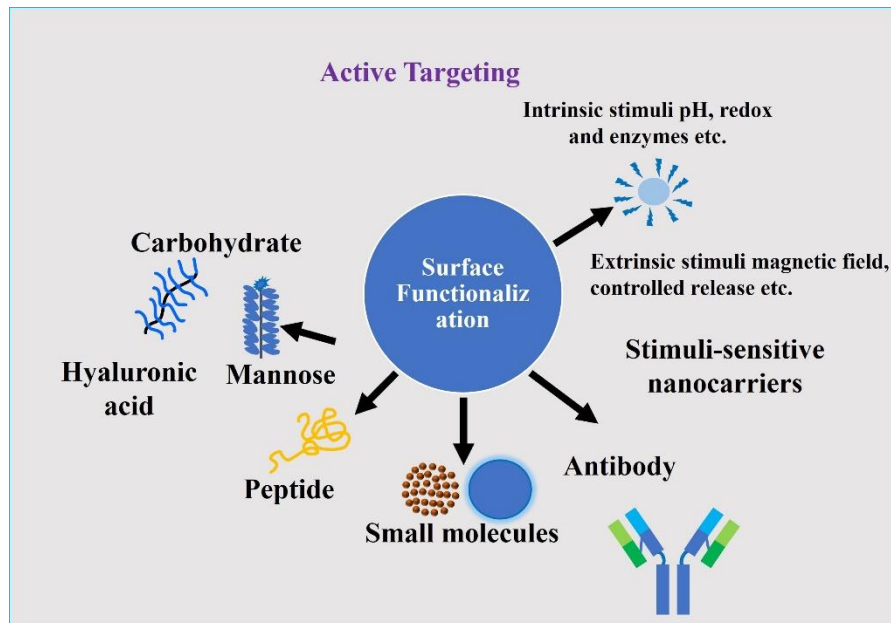 Active Targeting
Intrinsic stimuli pH, redox
and enzymes etc.
Carbohydrate
Surface
Functionaliz
ation
Extrinsic stimuli magnetic field,
controlled release etc.
Hyaluronic
acid
Mannose
Stimuli-sensitive
nanocarriers
Peptide
Small molecules
Antibody